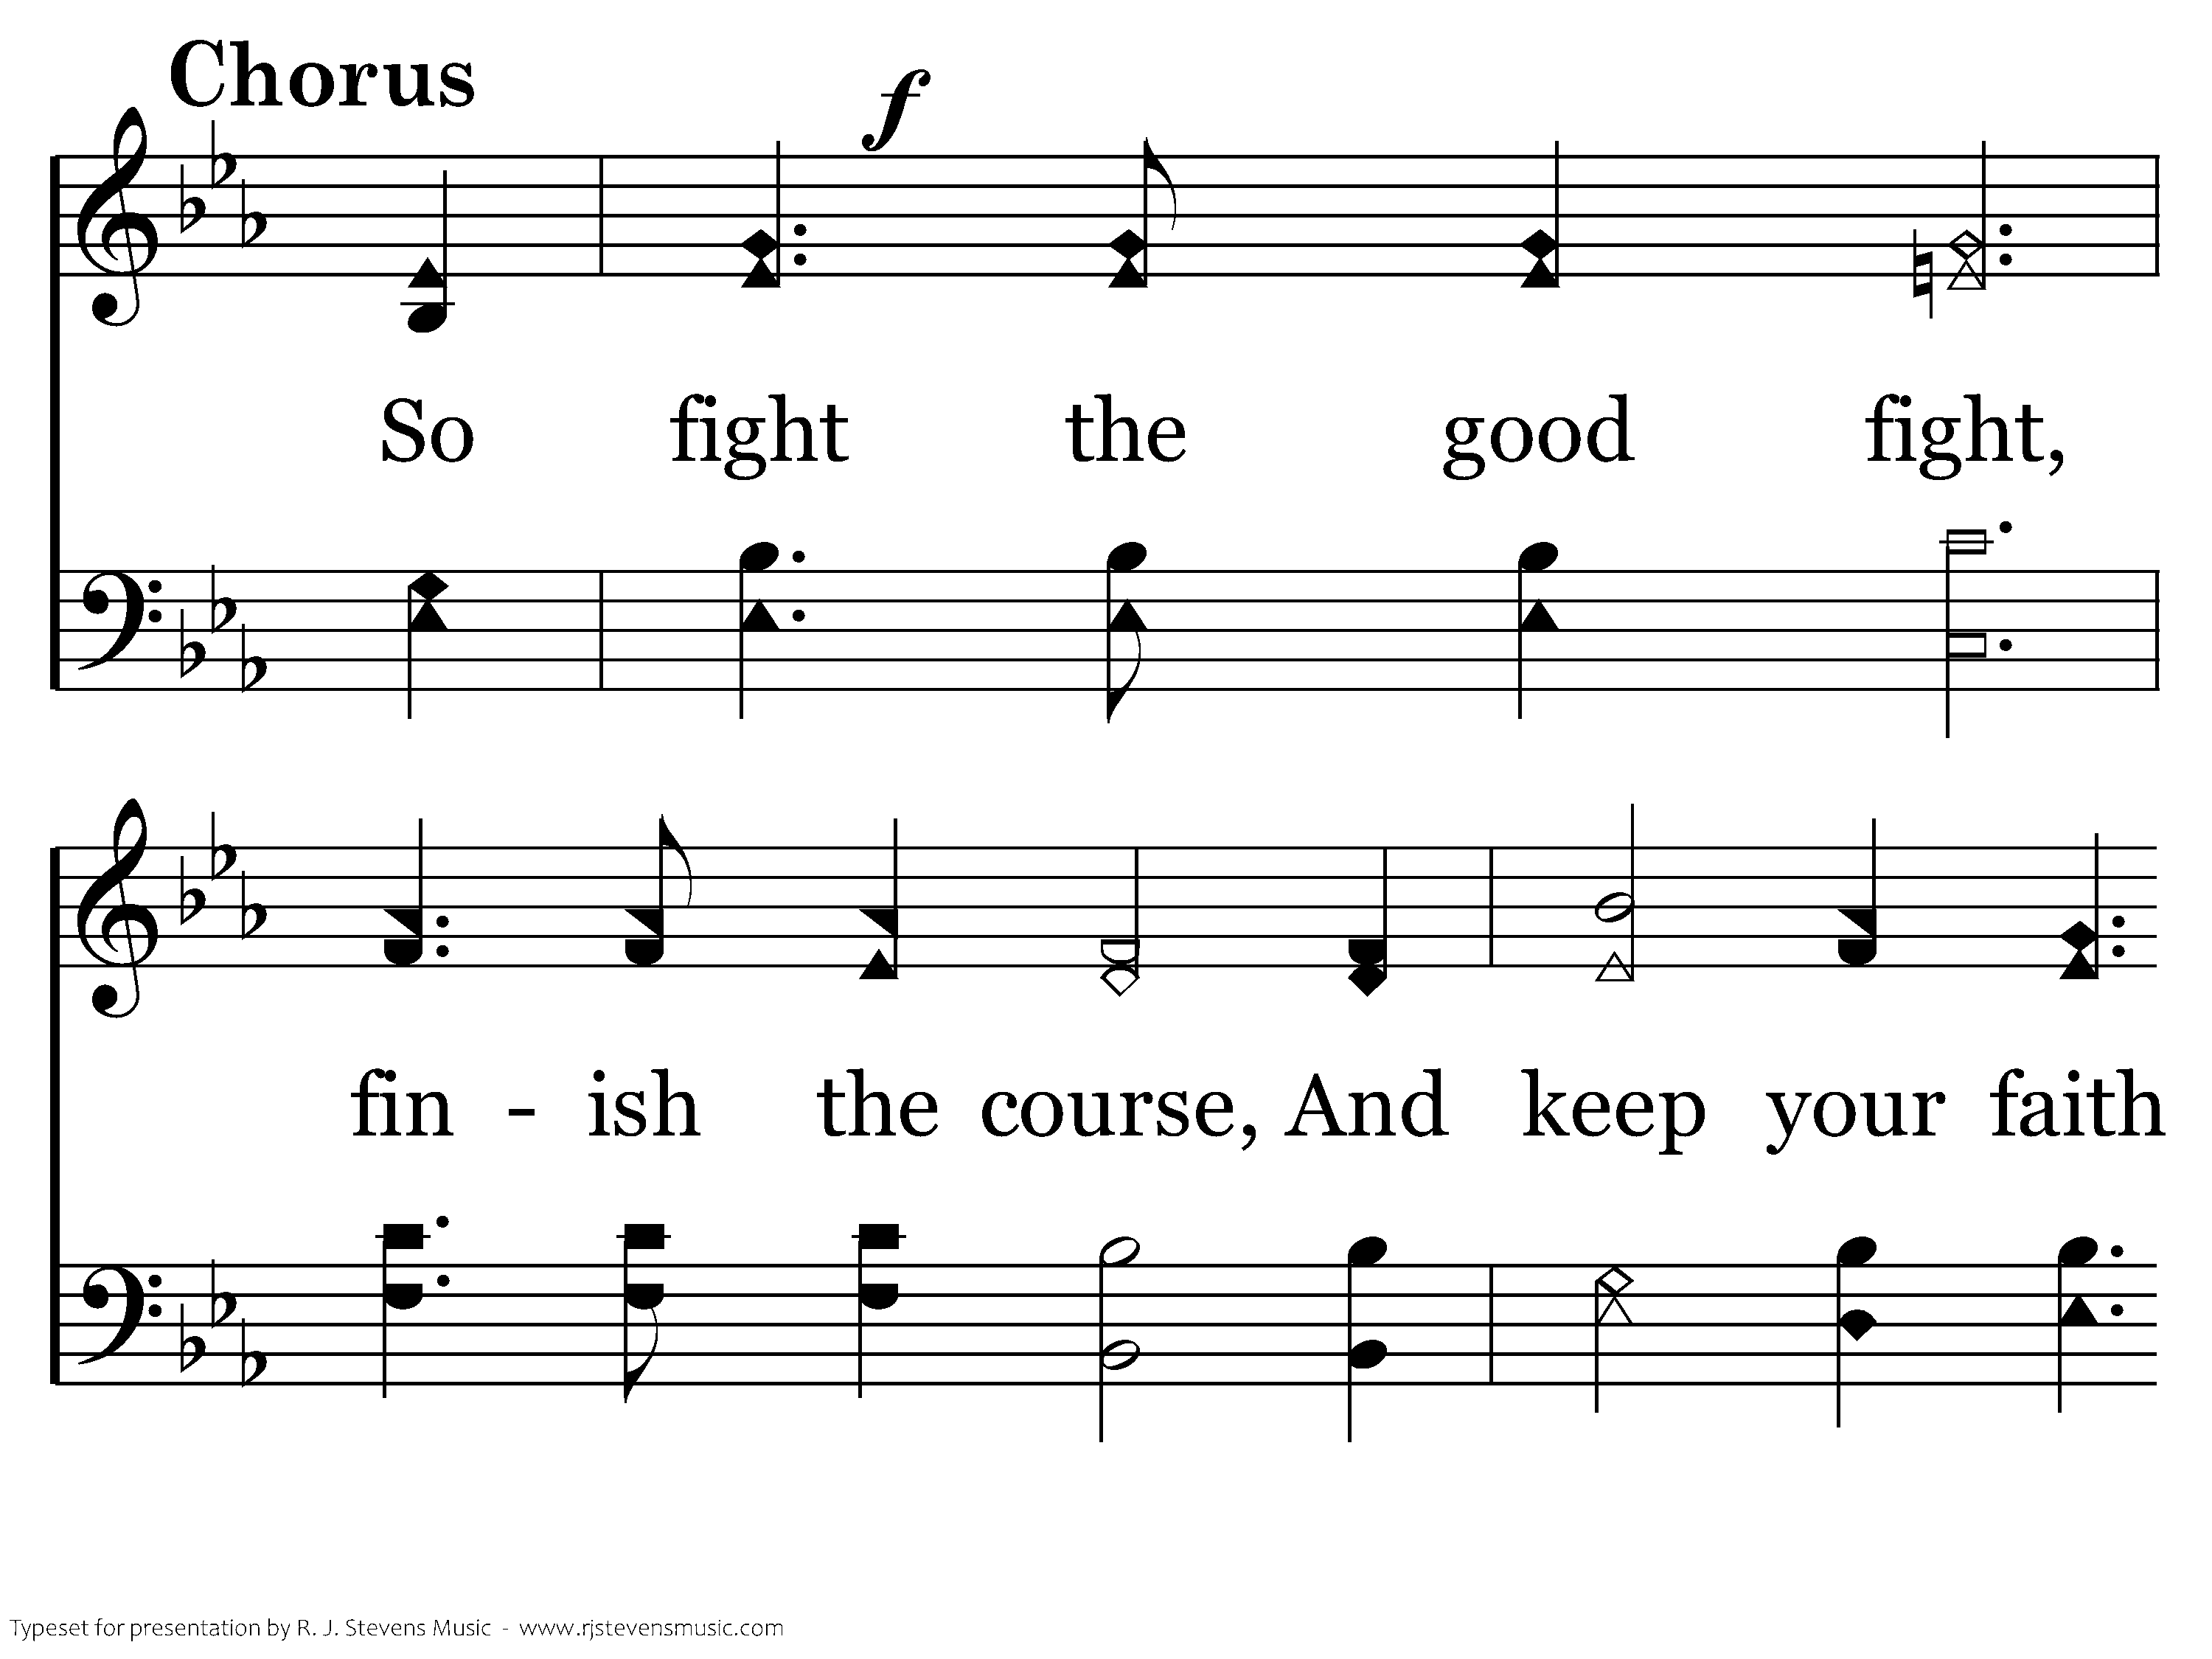 Chorus
f
So fight the good fight,
fin - ish the course, And keep your faith
Typeset for presentation by R. J. Stevens Music - www.rjstevensmusic.com